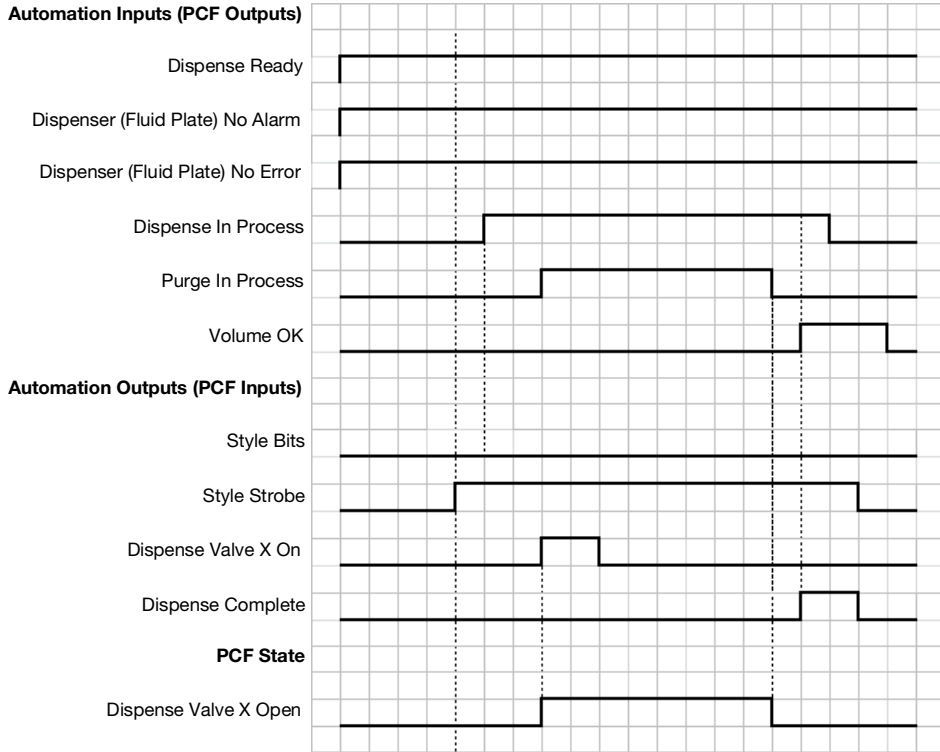 Automation Inputs (PCF Outputs)
Dispense Ready
Dispenser (Fluid Plate) No Alarm
Dispenser (Fluid Plate) No Error
Dispense In Process
Purge In Process
Volume OK
Automation Outputs (PCF Inputs)
Style Bits
Style Strobe
Dispense Valve X On
Dispense Complete
PCF State
Dispense Valve X Open